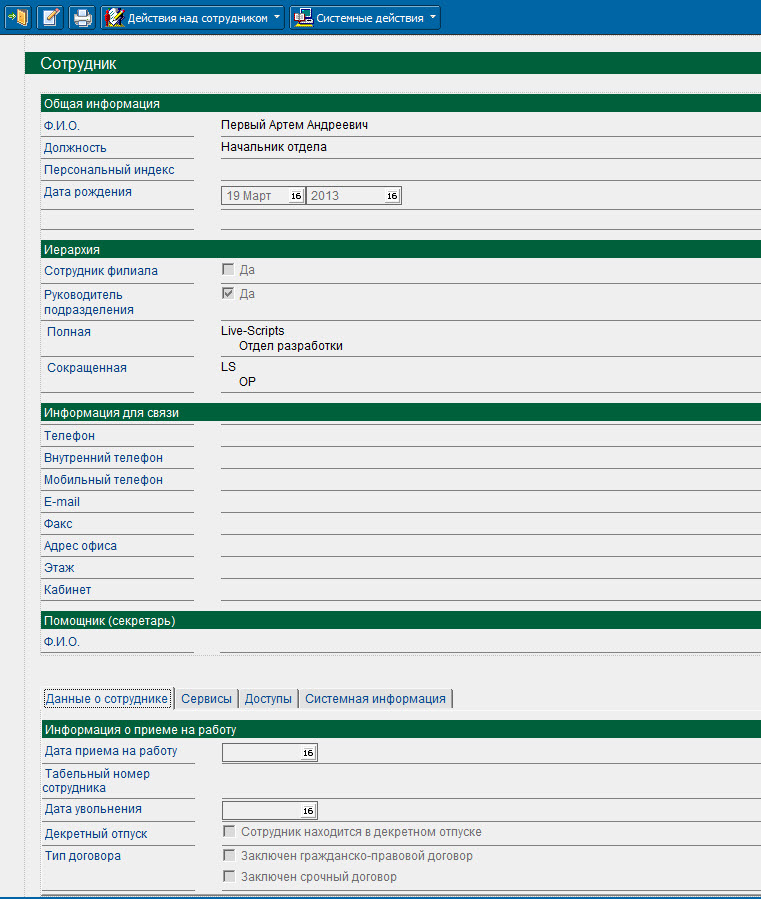 Действия над сотрудником Системные действия
Сотрудник
Общая информация
Ф.И.О. Первый Артем Андреевич
Должность Начальник отдела
Персональный индекс
Дата рождения 19 Март 16 2013 16
Иерархия
Сотрудник филиала Да
Руководитель Да
подразделения
Полная Live-Scripts
Отдел разработки
Сокращенная LS
ОР
Информация для связи
Телефон
Внутренний телефон
Мобильный телефон
E-mail
Факс
Адрес офиса
Этаж
Кабинет
Помощник (секретарь)
Ф.И.О.
Данные о сотруднике Сервисы Доступы Системная информация
Информация о приеме на работу
Дата приема на работу 16
Табельный номер
сотрудника
Дата увольнения 16
Декретный отпуск Сотрудник находится в декретном отпуске
Тип договора Заключен гражданско-правовой договор
Заключен срочный договор